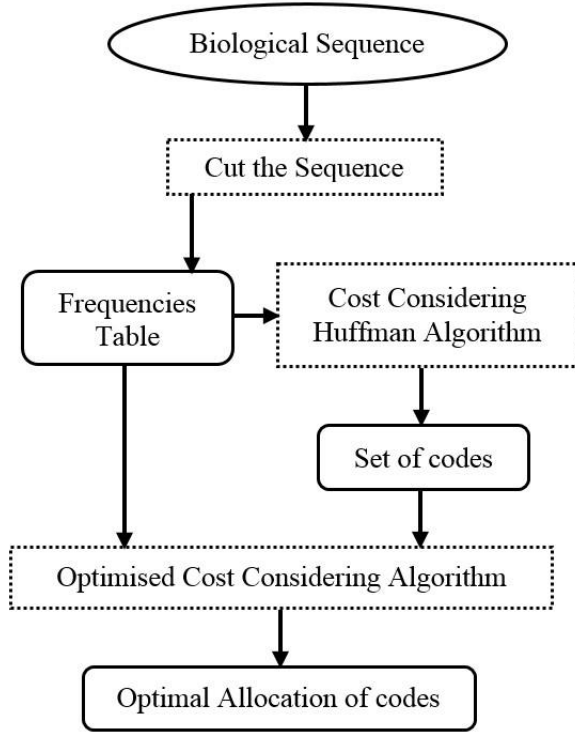 Biological Sequence
Cut the Sequence
Frequencies
Table
Cost Considering
Huffman Algorithm
Set of codes
Optimised Cost Considering Algorithm
Optimal Allocation of codes